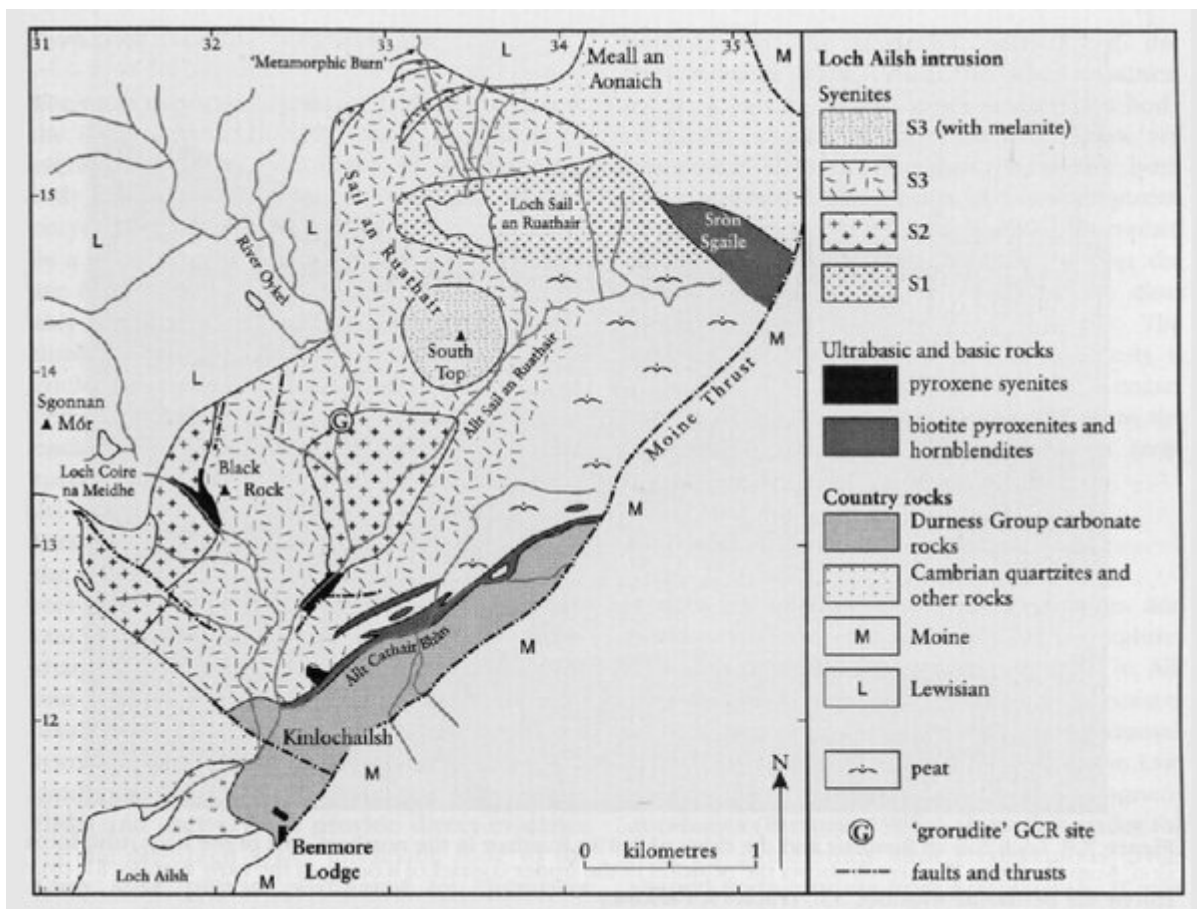 31
32
33
34
35
'Metamorphic Burn'
L
Meall an
Aonaich
M
15
L
L
Sail an Ruathair
Loch Sail
an Ruathair
Sròn
Sgaile
River Oykel
M
14
L
South
Top
Allt Sail an Ruathair
Moine Thrust
Sgonnan
Mór
G
Loch Coire
na Meidhe
Black
Rock
M
13
Allt Cathair Bhàn
M
12
Kinlochailsh
M
Benmore
Lodge
Loch Ailsh
M
N
0 kilometres 1
Loch Ailsh intrusion
Syenites
S3 (with melanite)
S3
S2
S1
Ultrabasic and basic rocks
pyroxene syenites
biotite pyroxenites and
hornblendites
Country rocks
Durness Group carbonate
rocks
Cambrian quartzites and
other rocks
M Moine
L Lewisian
peat
G 'grorudite' GCR site
faults and thrusts